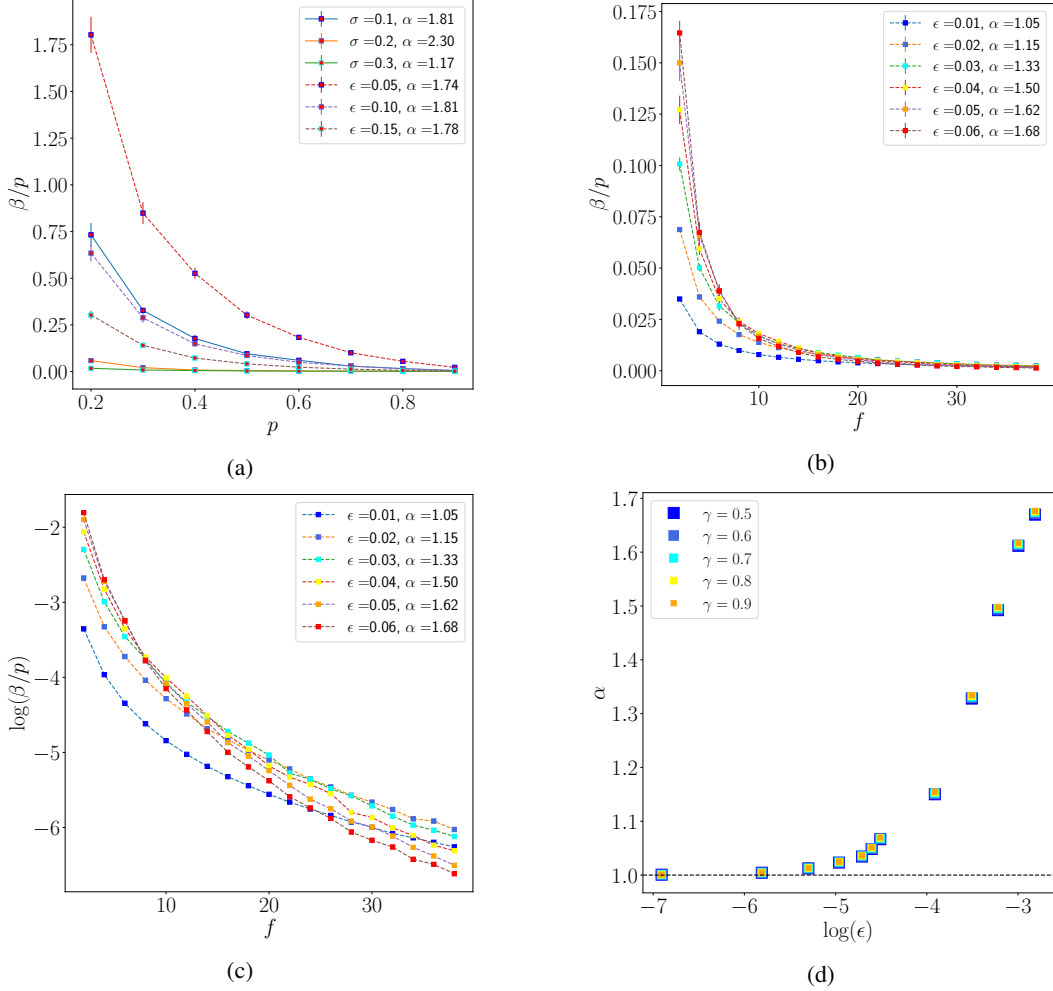 1.75
1.50
1.25
1.00
0.75
0.50
0.25
0.00
β/p
0.2 0.4 0.6 0.8
p
σ =0.1, α =1.81
σ =0.2, α =2.30
σ =0.3, α =1.17
ϵ =0.05, α =1.74
ϵ =0.10, α =1.81
ϵ =0.15, α =1.78
(a)
0.175
0.150
0.125
0.100
0.075
0.050
0.025
0.000
β/p
10 20 30
f
ϵ =0.01, α =1.05
ϵ =0.02, α =1.15
ϵ =0.03, α =1.33
ϵ =0.04, α =1.50
ϵ =0.05, α =1.62
ϵ =0.06, α =1.68
(b)
−2
−3
−4
−5
−6
log(β/p)
10 20 30
f
ϵ =0.01, α =1.05
ϵ =0.02, α =1.15
ϵ =0.03, α =1.33
ϵ =0.04, α =1.50
ϵ =0.05, α =1.62
ϵ =0.06, α =1.68
(c)
1.7
1.6
1.5
1.4
1.3
1.2
1.1
1.0
α
−7 −6 −5 −4 −3
log(ϵ)
γ = 0.5
γ = 0.6
γ = 0.7
γ = 0.8
γ = 0.9
(d)